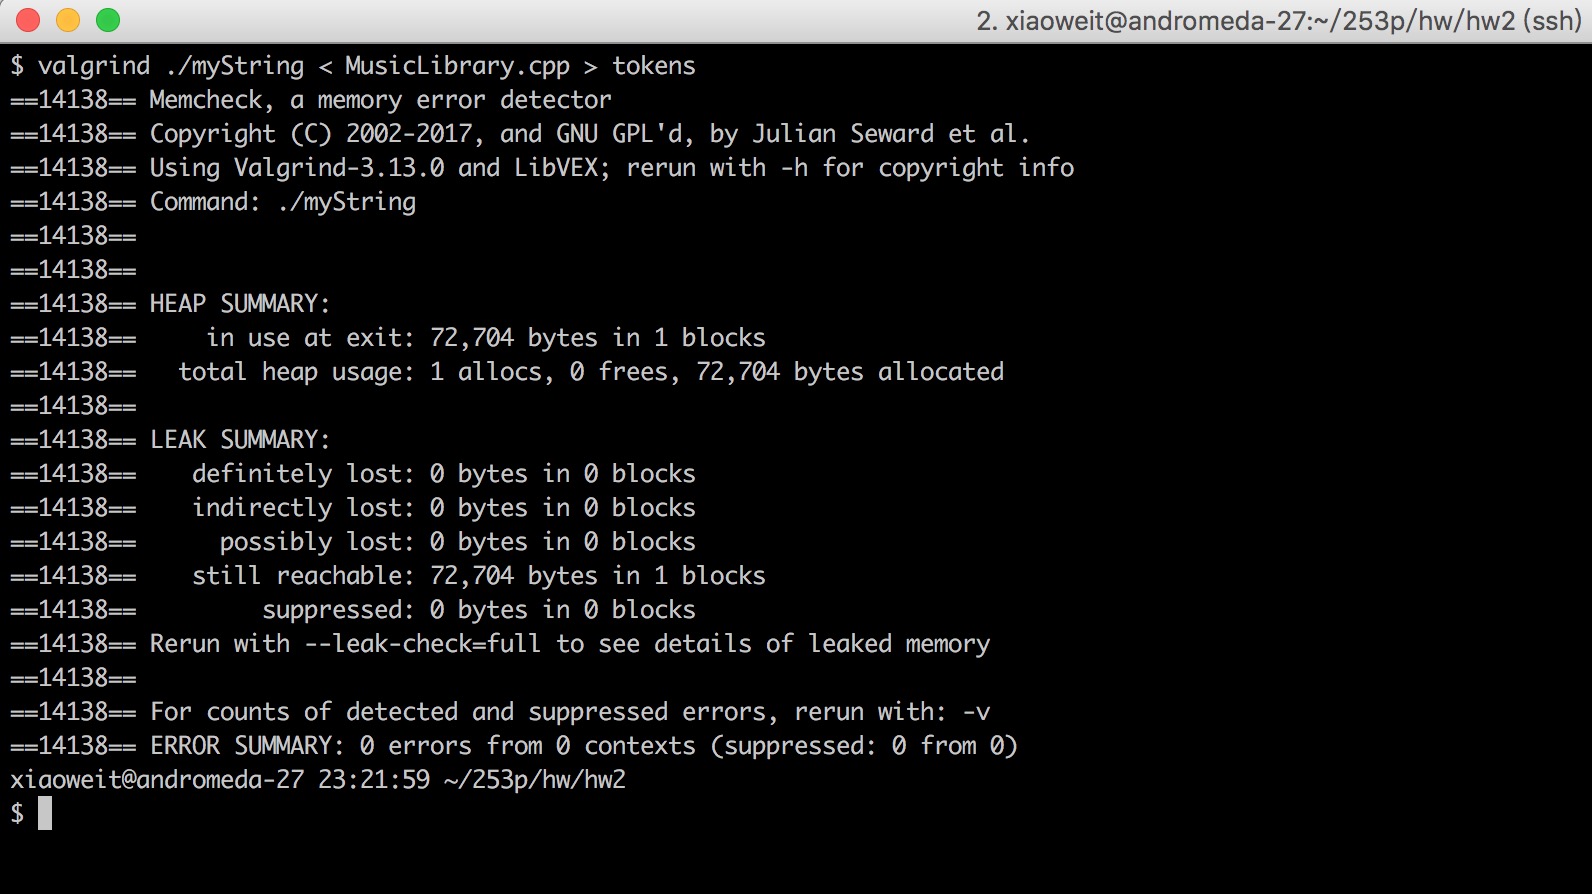 2. xiaoweit@andromeda-27:~/253p/hw/hw2 (ssh)
$ valgrind ./myString < MusicLibrary.cpp > tokens
==14138== Memcheck, a memory error detector
==14138== Copyright (C) 2002-2017, and GNU GPL'd, by Julian Seward et al.
==14138== Using Valgrind-3.13.0 and LibVEX; rerun with -h for copyright info
==14138== Command: ./myString
==14138==
==14138==
==14138== HEAP SUMMARY:
==14138==     in use at exit: 72,704 bytes in 1 blocks
==14138==   total heap usage: 1 allocs, 0 frees, 72,704 bytes allocated
==14138==
==14138== LEAK SUMMARY:
==14138==    definitely lost: 0 bytes in 0 blocks
==14138==    indirectly lost: 0 bytes in 0 blocks
==14138==      possibly lost: 0 bytes in 0 blocks
==14138==    still reachable: 72,704 bytes in 1 blocks
==14138==         suppressed: 0 bytes in 0 blocks
==14138== Rerun with --leak-check=full to see details of leaked memory
==14138==
==14138== For counts of detected and suppressed errors, rerun with: -v
==14138== ERROR SUMMARY: 0 errors from 0 contexts (suppressed: 0 from 0)
xiaoweit@andromeda-27 23:21:59 ~/253p/hw/hw2
$